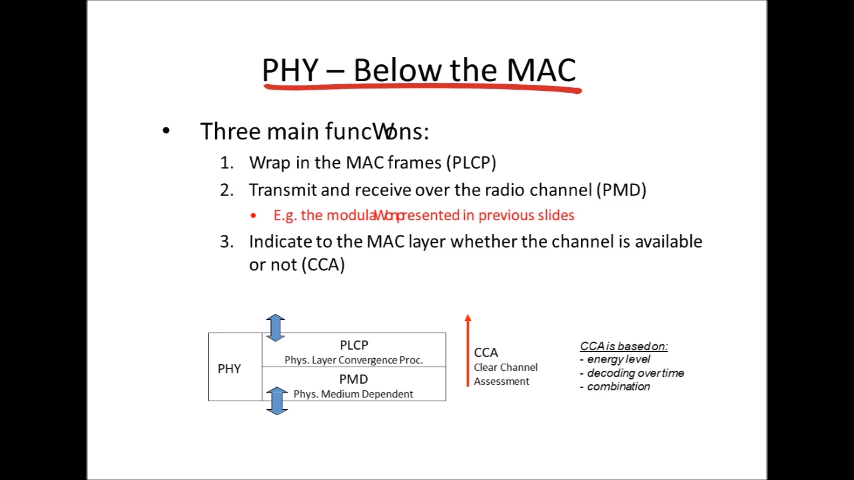 PHY – Below the MAC
• Three main funcWons:
1. Wrap in the MAC frames (PLCP)
2. Transmit and receive over the radio channel (PMD)
• E.g. the modulaWon presented in previous slides
3. Indicate to the MAC layer whether the channel is available
or not (CCA)
PHY
PLCP
Phys. Layer Convergence Proc.
PMD
Phys. Medium Dependent
CCA
Clear Channel
Assessment
CCA is based on:
- energy level
- decoding over time
- combination